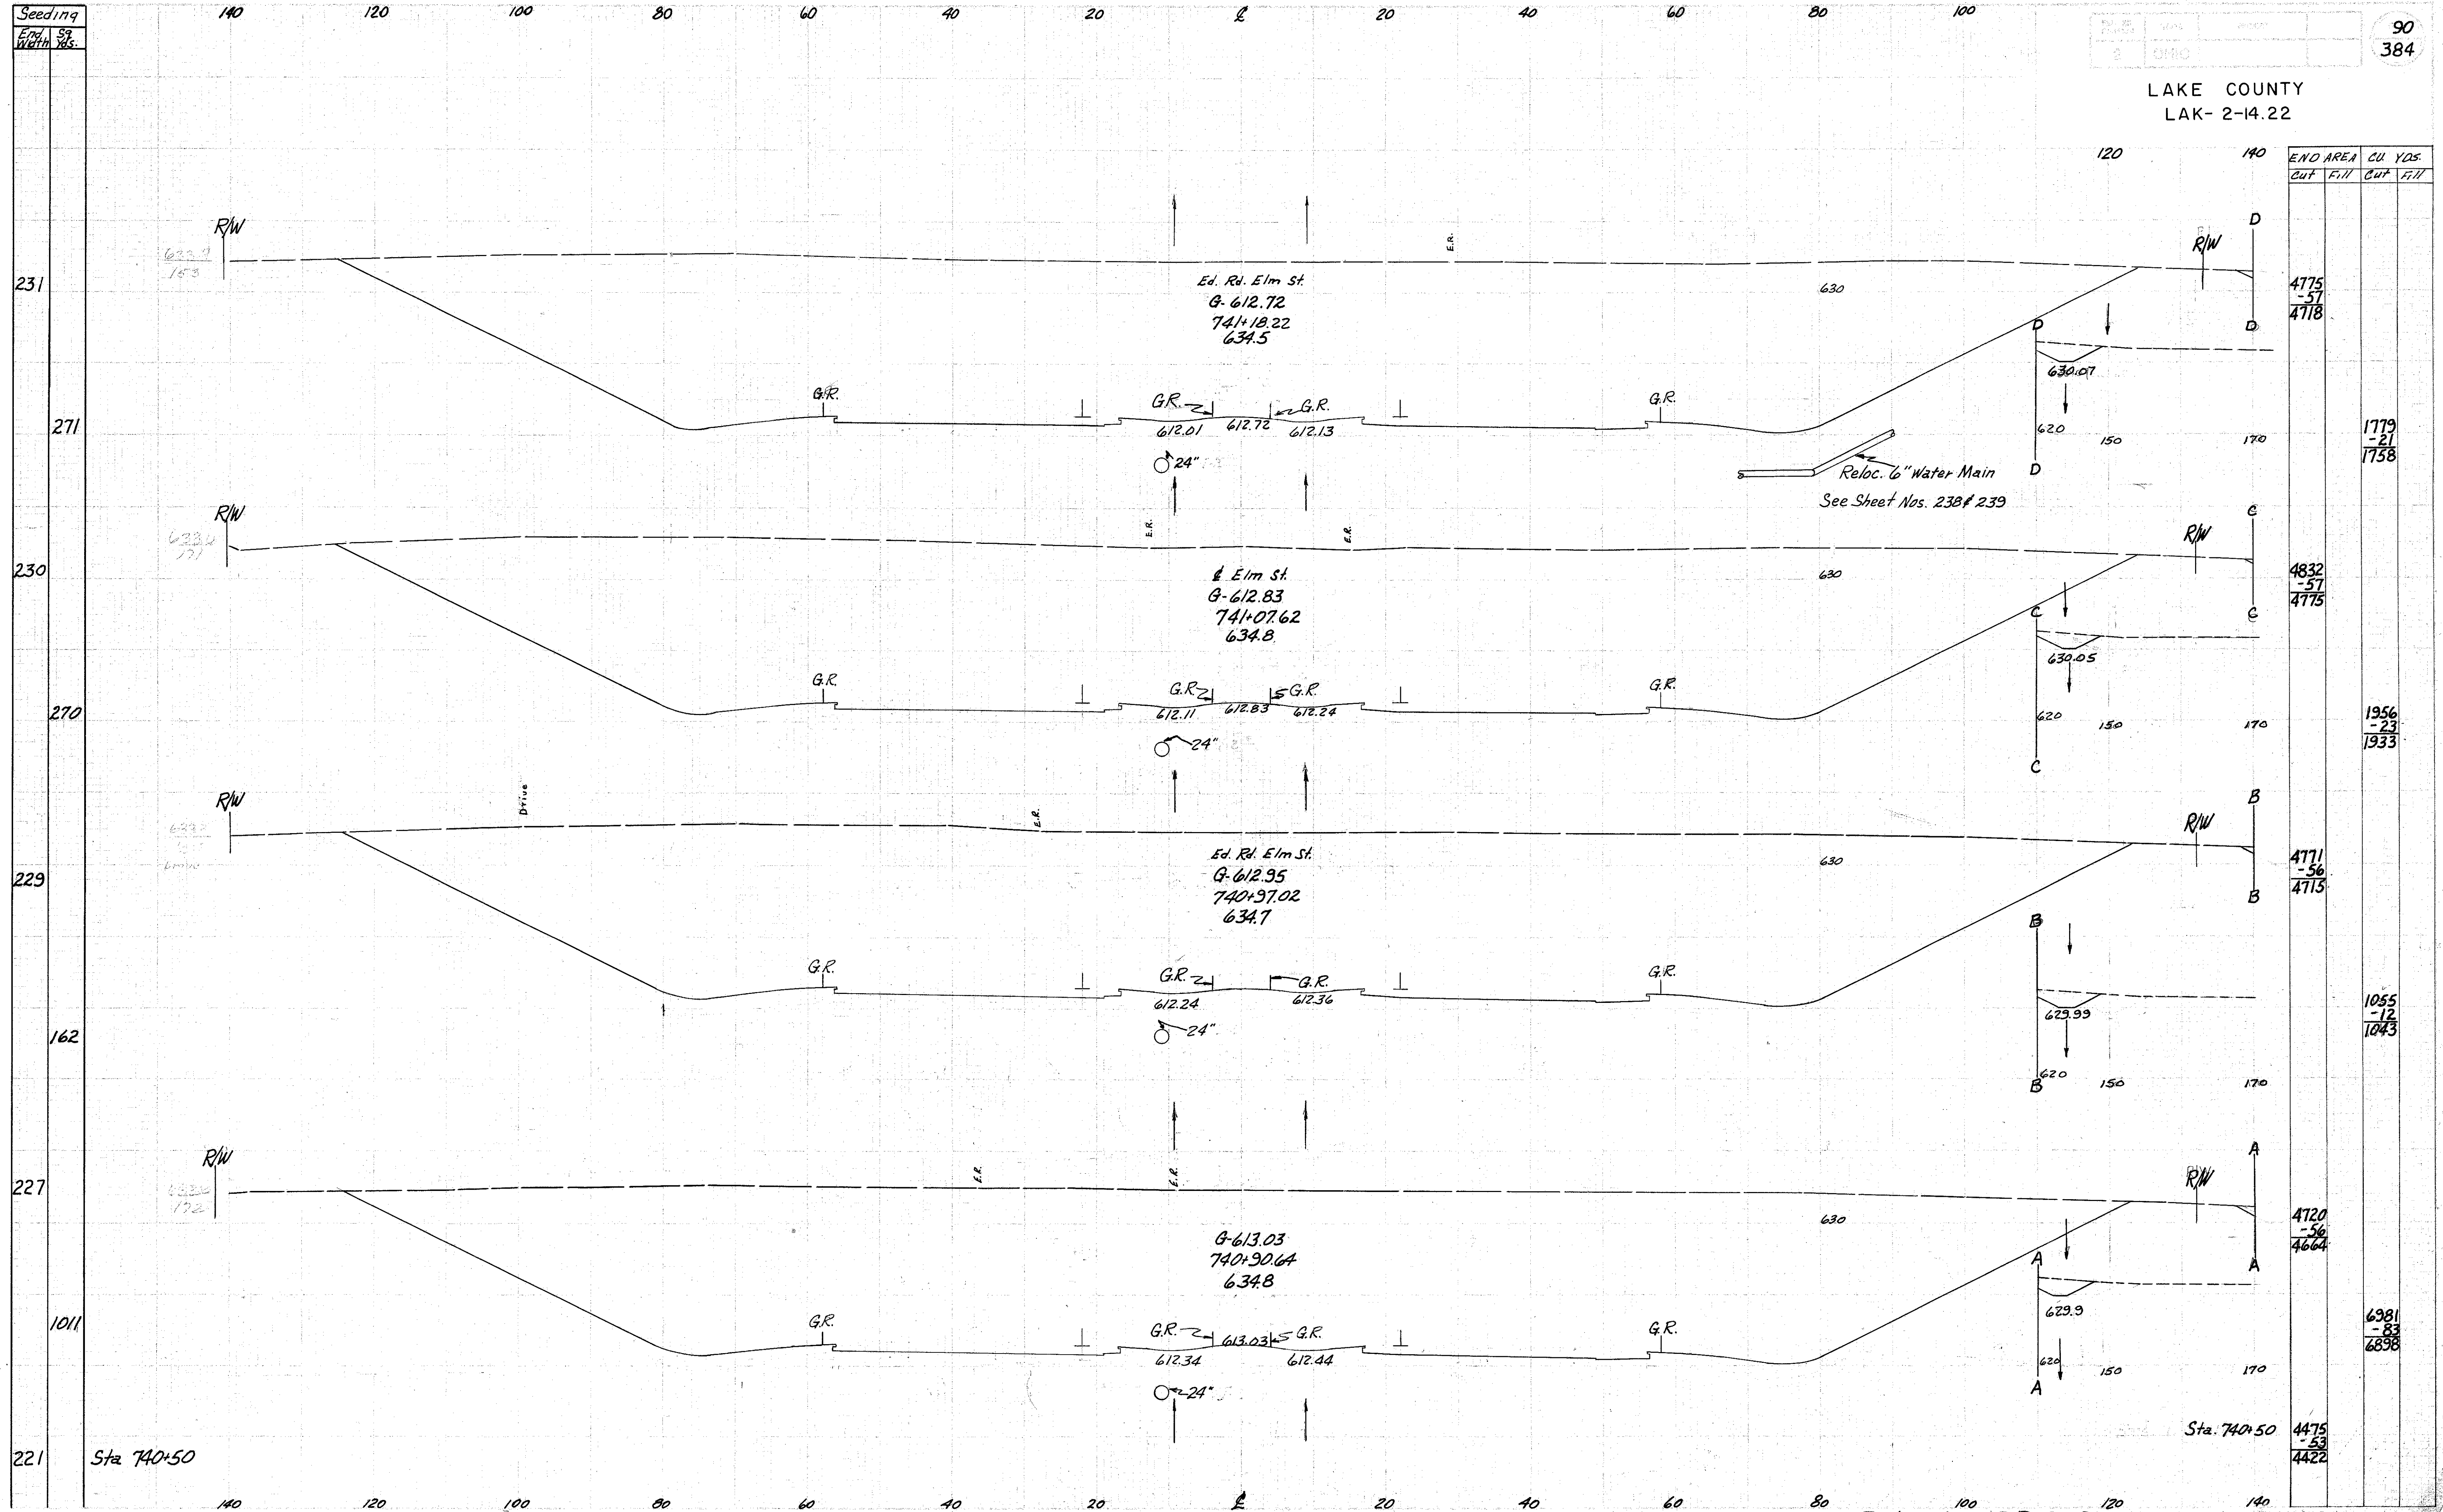 Seeding
End Width Sq Yds.
140 120 100 80 60 40 20 ℄ 20 40 60 80 100
90
384
LAKE COUNTY
LAK- 2-14.22
120 140
END AREA CU. YDS.
Cut Fill Cut Fill
R/W
E.R.
R/W
D
231
Ed. Rd. Elm St.
G-612.72
741+18.22
634.5
630
D
D
4775
-57
4718
630.07
G.R.
G.R.
G.R.
G.R.
612.01 612.72 612.13
24"
271
620
150
170
D
1779
-21
1758
Reloc. 6" Water Main
See Sheet Nos. 238 & 239
R/W
E.R.
E.R.
R/W
C
230
℄ Elm St.
G-612.83
741+07.62
634.8
630
C
C
4832
-57
4775
630.05
G.R.
G.R.
G.R.
G.R.
612.11 612.83 612.24
24"
270
620
150
170
C
1956
-23
1933
R/W
Drive
E.R.
R/W
B
229
Ed. Rd. Elm St.
G-612.95
740+97.02
634.7
630
B
B
4771
-56
4715
G.R.
G.R.
G.R.
G.R.
612.24 612.36
24"
629.99
162
620
150
170
B
1055
-12
1043
R/W
E.R.
E.R.
R/W
A
227
G-613.03
740+90.64
634.8
630
A
A
4720
-56
4664
629.9
G.R.
G.R.
613.03
G.R.
G.R.
612.34 612.44
24"
1011
620
150
170
A
6981
-83
6898
221
Sta 740+50
Sta. 740+50
4475
-53
4422
140 120 100 80 60 40 20 ℄ 20 40 60 80 100 120 140